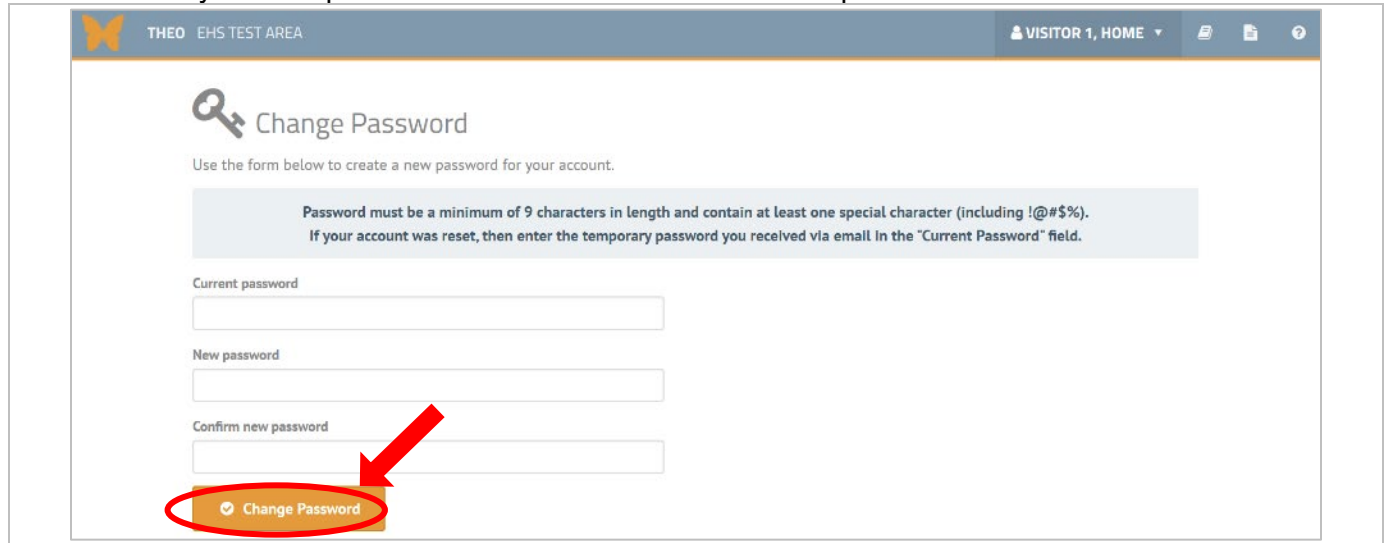 THEO EHS TEST AREA
VISITOR 1, HOME
Change Password
Use the form below to create a new password for your account.
Password must be a minimum of 9 characters in length and contain at least one special character (including !@#$%).
If your account was reset, then enter the temporary password you received via email in the "Current Password" field.
Current password
New password
Confirm new password
Change Password